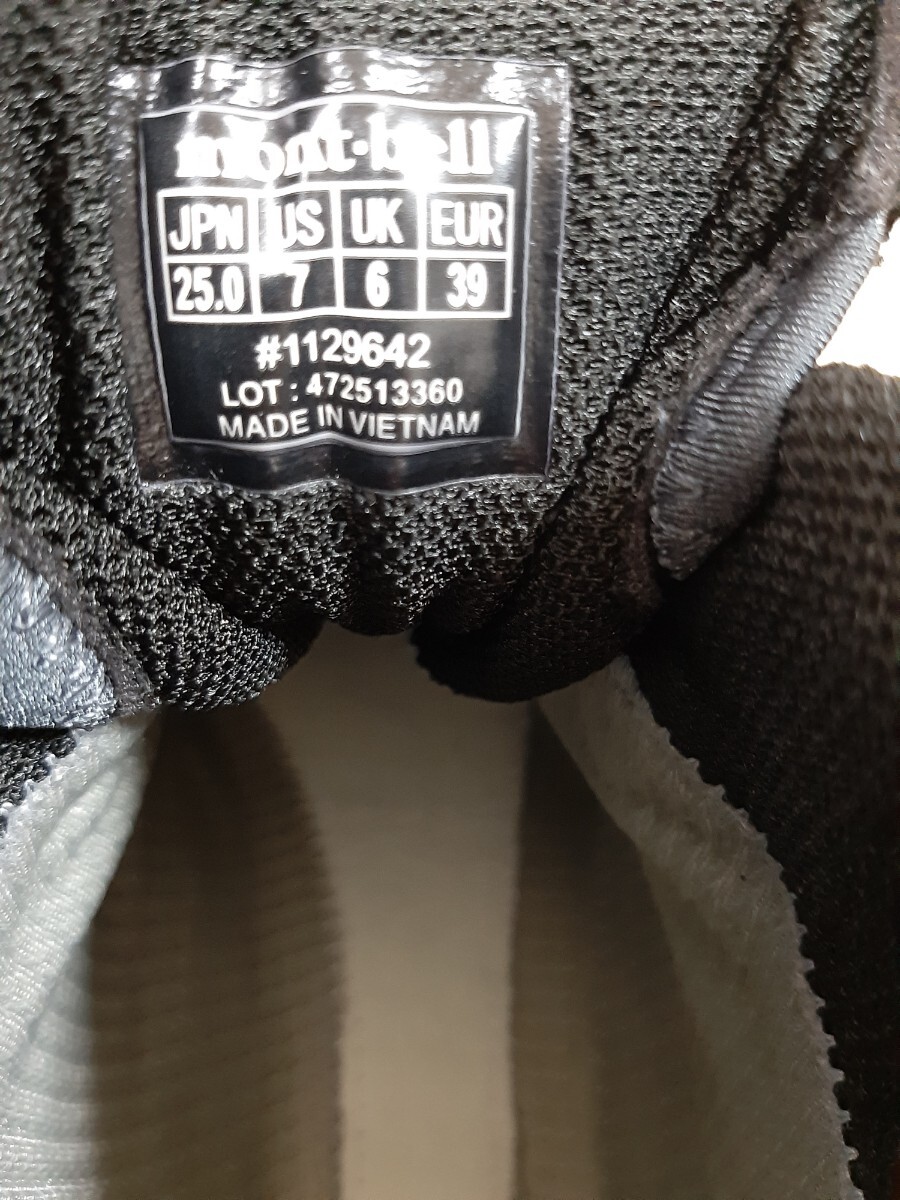 mont·bell
JPN US UK EUR
25.0 7 6 39
#1129642
LOT : 472513360
MADE IN VIETNAM